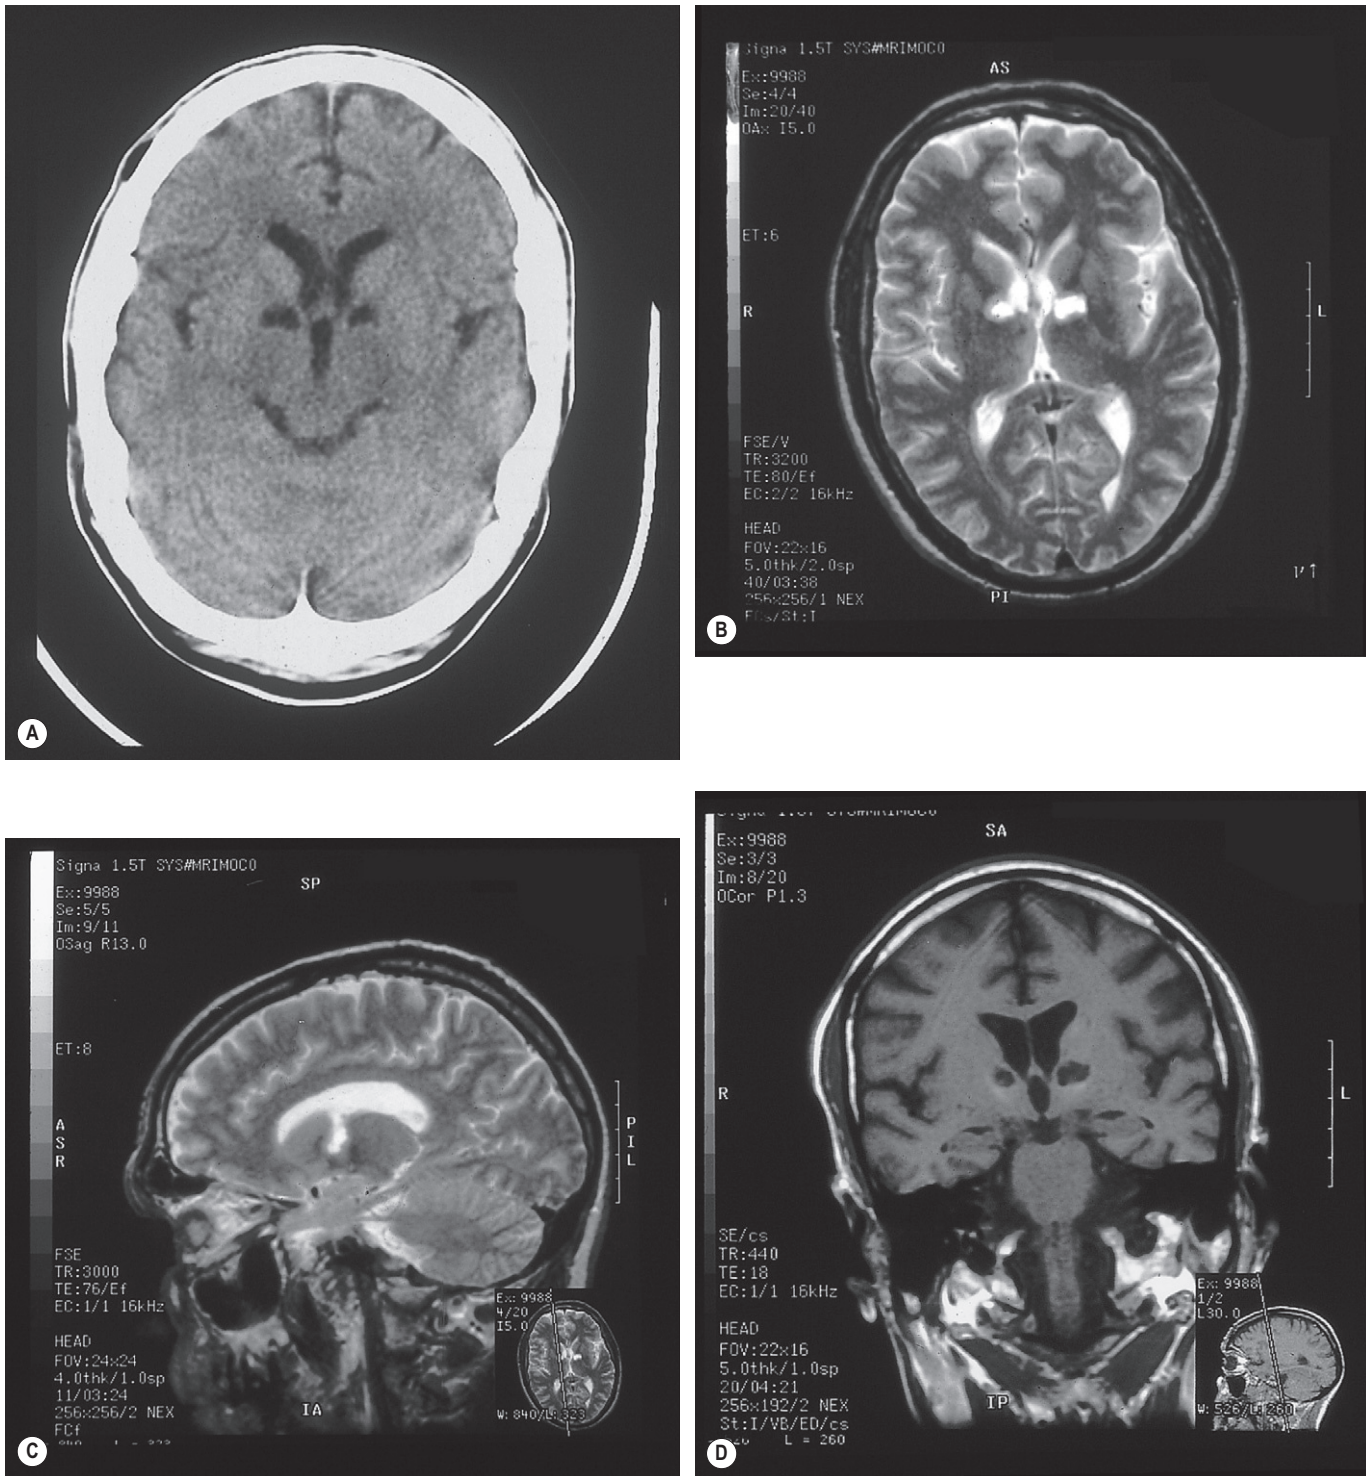 A
Signa 1.5T SYS#MRIMOC0
Ex:9988
Se:4/4
Im:20/40
OAx I5.0
AS
ET:6
R
L
FSE/V
TR:3200
TE:80/Ef
EC:2/2 16kHz
HEAD
FOV:22x16
5.0thk/2.0sp
40/03:38
256x256/1 NEX
FCs/St:I
PI
B
Signa 1.5T SYS#MRIMOC0
Ex:9988
Se:5/5
Im:9/11
OSag R13.0
SP
ET:8
A
S
R
P
I
L
FSE
TR:3000
TE:76/Ef
EC:1/1 16kHz
HEAD
FOV:24x24
4.0thk/1.0sp
11/03:24
256x256/2 NEX
FCf
IA
Ex: 9988
4/20
I5.0
W: 840/L: 323
C
Ex:9988
Se:3/3
Im:8/20
OCor P1.3
SA
R
L
SE/cs
TR:440
TE:18
EC:1/1 16kHz
HEAD
FOV:22x16
5.0thk/1.0sp
20/04:21
256x192/2 NEX
St:I/VB/ED/cs
L = 260
IP
Ex: 9988
1/2
L30.0
W: 526/L: 260
D